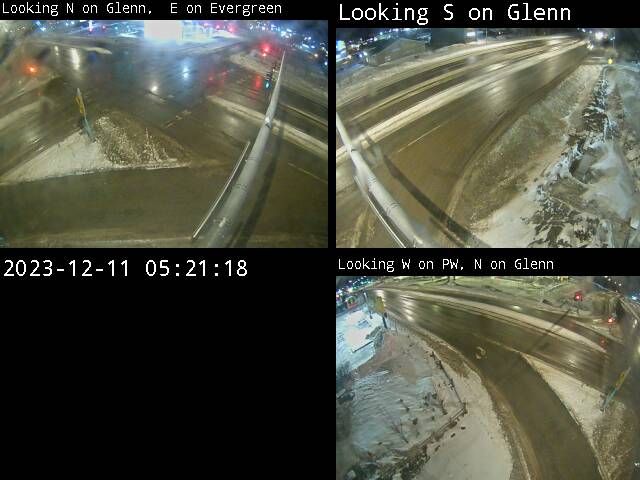 Looking N on Glenn,  E on Evergreen
Looking S on Glenn
2023-12-11 05:21:18
Looking W on PW, N on Glenn